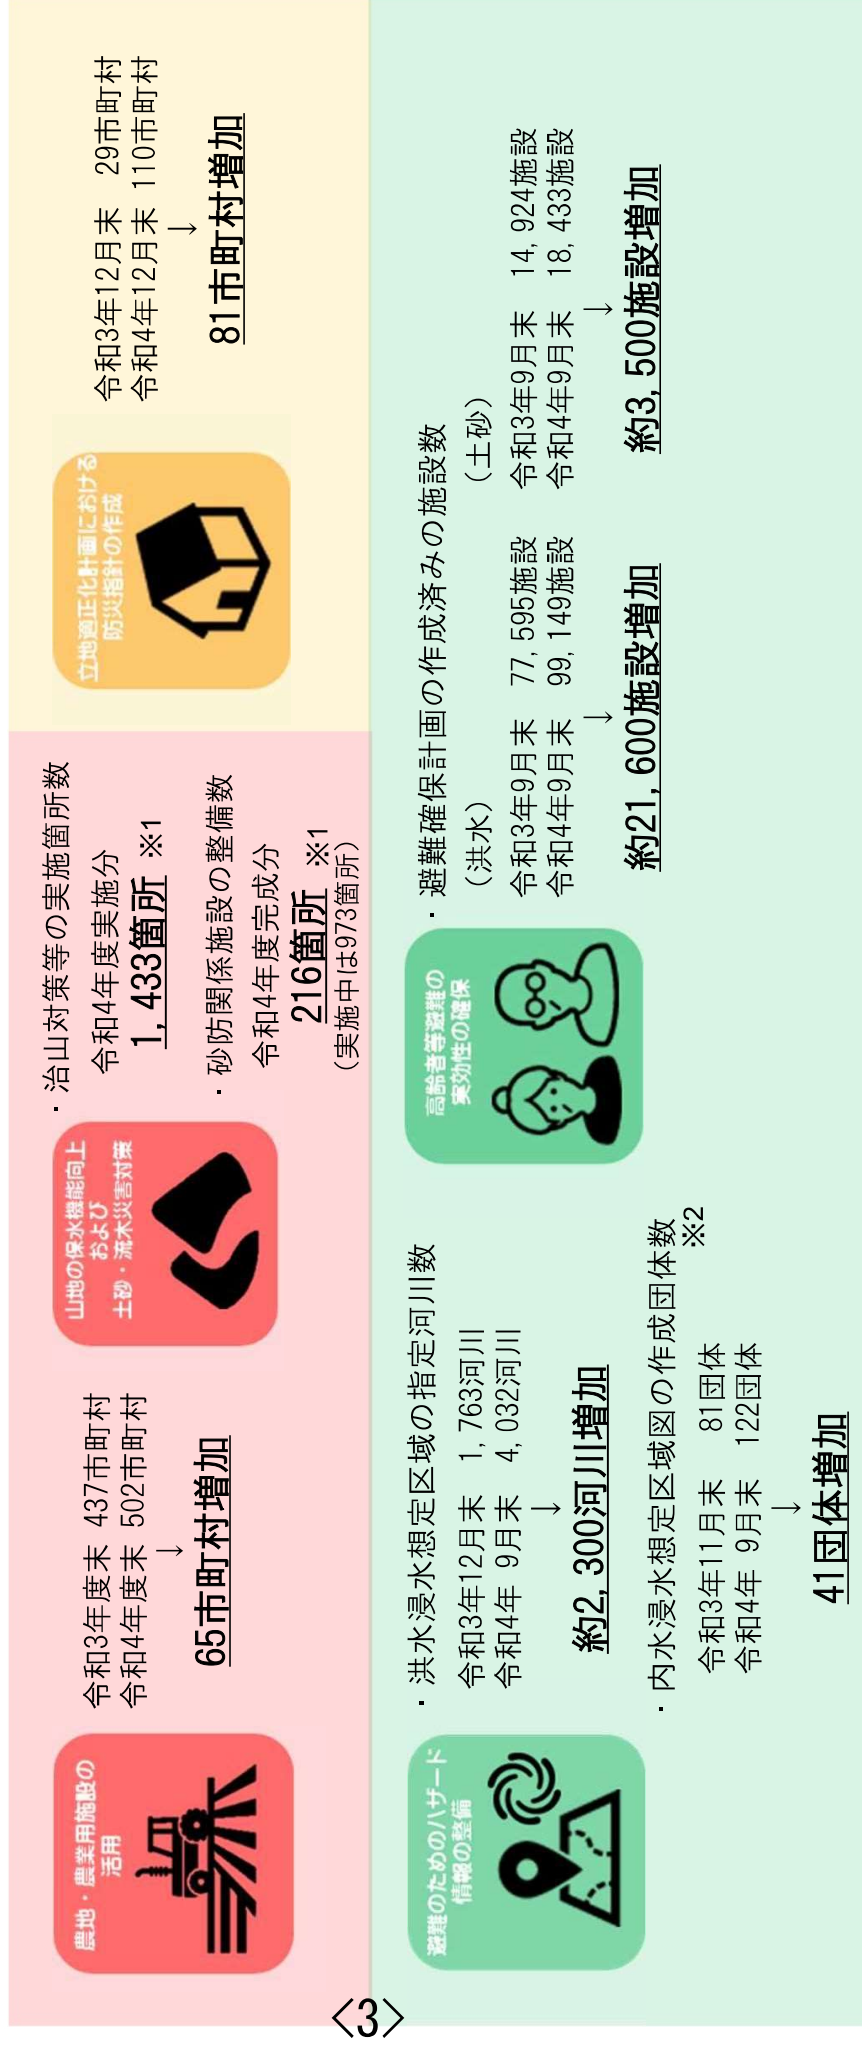 農地・農業用施設の
活用
令和3年度末 437市町村
令和4年度末 502市町村
↓
65市町村増加
山地の保水機能向上
および
土砂・流木災害対策
・治山対策等の実施箇所数
令和4年度実施分
1,433箇所 ※1
・砂防関係施設の整備数
令和4年度完成分
216箇所 ※1
（実施中は973箇所）
立地適正化計画における
防災指針の作成
令和3年12月末 29市町村
令和4年12月末 110市町村
↓
81市町村増加
避難のためのハザード
情報の整備
・洪水浸水想定区域の指定河川数
令和3年12月末 1,763河川
令和4年 9月末 4,032河川
↓
約2,300河川増加
・内水浸水想定区域図の作成団体数
※2
令和3年11月末 81団体
令和4年 9月末 122団体
↓
41団体増加
高齢者等避難の
実効性の確保
・避難確保計画の作成済みの施設数
（洪水）
令和3年9月末 77,595施設
令和4年9月末 99,149施設
↓
約21,600施設増加
（土砂）
令和3年9月末 14,924施設
令和4年9月末 18,433施設
↓
約3,500施設増加
<3>